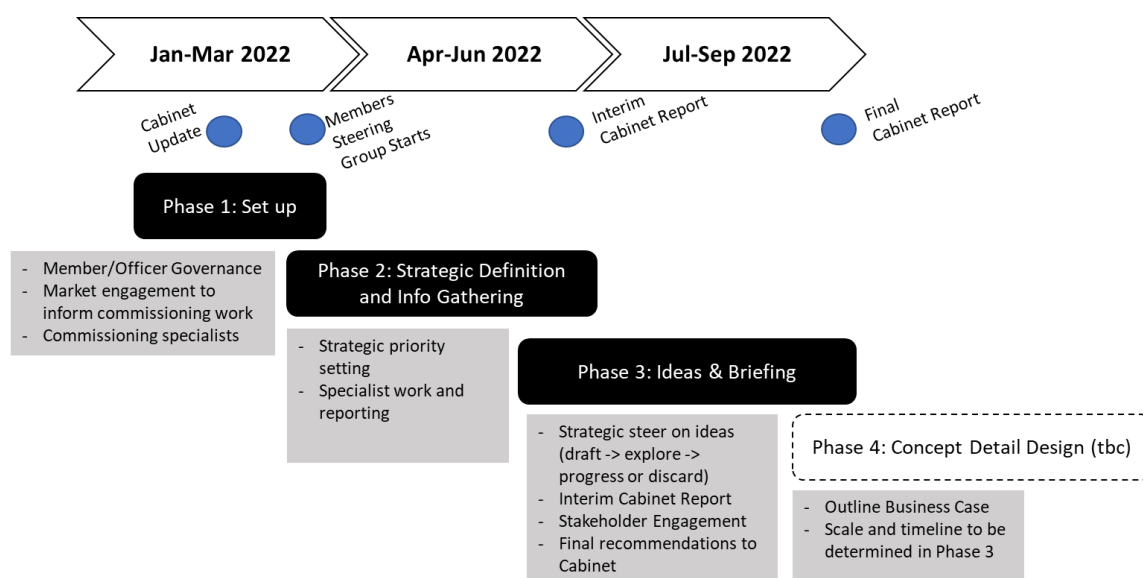 Jan-Mar 2022
Apr-Jun 2022
Jul-Sep 2022
Cabinet
Update
Members
Steering
Group Starts
Interim
Cabinet Report
Final
Cabinet Report
Phase 1: Set up
- Member/Officer Governance
- Market engagement to
inform commissioning work
- Commissioning specialists
Phase 2: Strategic Definition
and Info Gathering
- Strategic priority
setting
- Specialist work and
reporting
Phase 3: Ideas & Briefing
- Strategic steer on ideas
(draft -> explore ->
progress or discard)
- Interim Cabinet Report
- Stakeholder Engagement
- Final recommendations to
Cabinet
Phase 4: Concept Detail Design (tbc)
- Outline Business Case
- Scale and timeline to be
determined in Phase 3